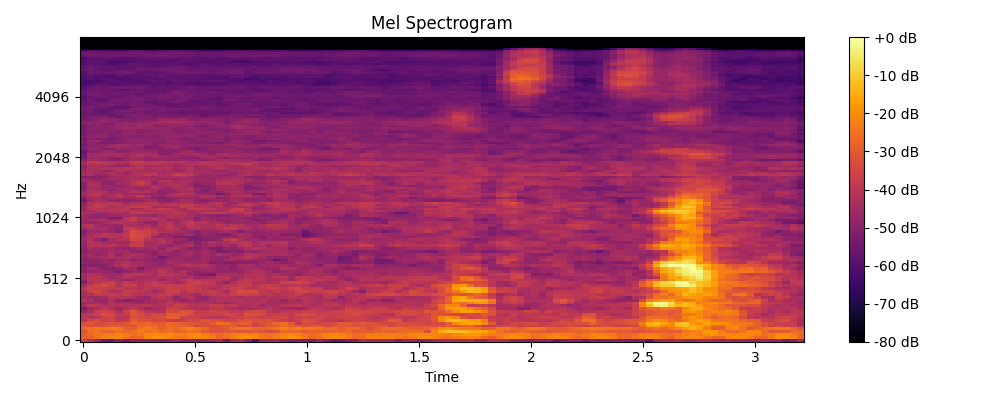 Mel Spectrogram
+0 dB
-10 dB
-20 dB
-30 dB
-40 dB
-50 dB
-60 dB
-70 dB
-80 dB
Hz
4096
2048
1024
512
0
0 0.5 1 1.5 2 2.5 3
Time